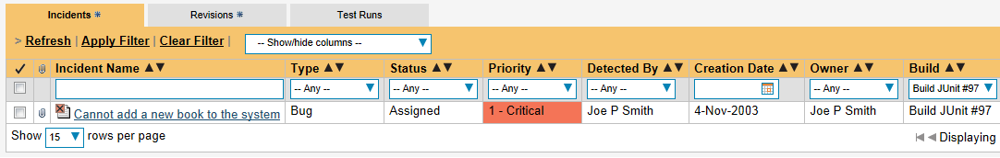 Incidents * Revisions * Test Runs
> Refresh | Apply Filter | Clear Filter | -- Show/hide columns --
Incident Name ▲▼ Type ▲▼ Status ▲▼ Priority ▲▼ Detected By ▲▼ Creation Date ▲▼ Owner ▲▼ Build ▲▼
-- Any -- -- Any -- -- Any -- -- Any -- -- Any -- Build JUnit #97
Cannot add a new book to the system Bug Assigned 1 - Critical Joe P Smith 4-Nov-2003 Joe P Smith Build JUnit #97
Show 15 rows per page Displaying